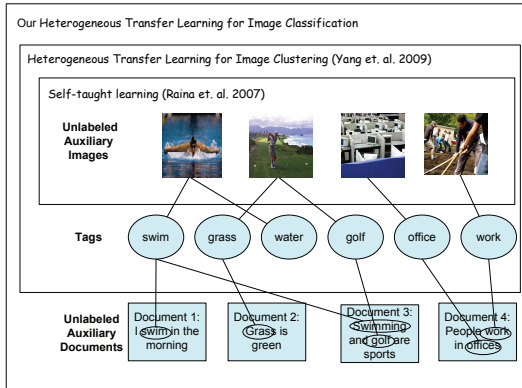 Our Heterogeneous Transfer Learning for Image Classification
Heterogeneous Transfer Learning for Image Clustering (Yang et. al. 2009)
Self-taught learning (Raina et. al. 2007)
Unlabeled
Auxiliary
Images
Tags
swim
grass
water
golf
office
work
Unlabeled
Auxiliary
Documents
Document 1:
I swim in the
morning
Document 2:
Grass is
green
Document 3:
Swimming
and golf are
sports
Document 4:
People work
in offices